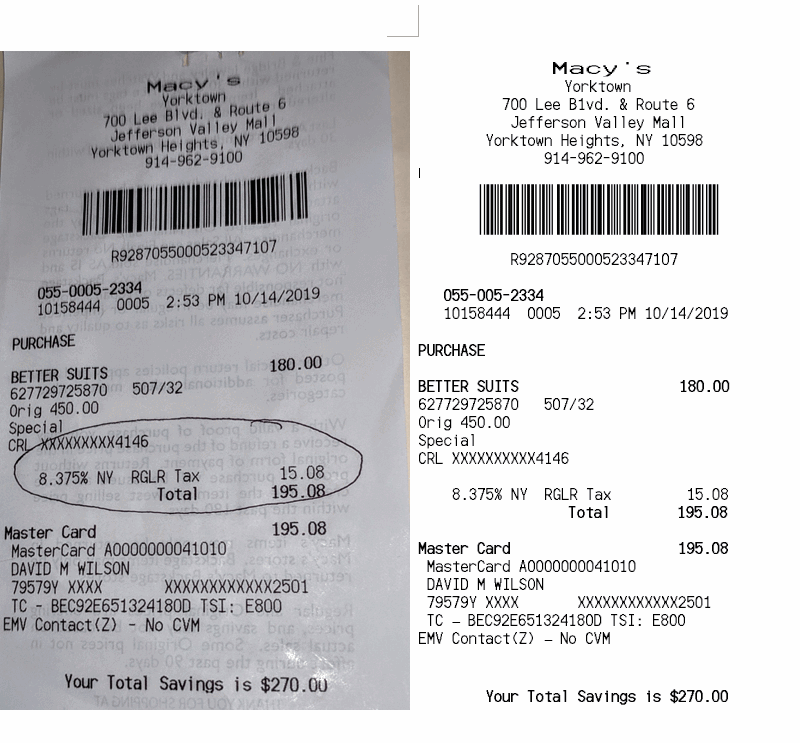 Macy's
Yorktown
700 Lee Blvd. & Route 6
Jefferson Valley Mall
Yorktown Heights, NY 10598
914-962-9100
R9287055000523347107
055-0005-2334
10158444 0005 2:53 PM 10/14/2019
PURCHASE
BETTER SUITS 180.00
627729725870 507/32
Orig 450.00
Special
CRL XXXXXXXXXX4146
8.375% NY RGLR Tax 15.08
Total 195.08
Master Card 195.08
MasterCard A0000000041010
DAVID M WILSON
79579Y XXXX XXXXXXXXXXXX2501
TC - BEC92E651324180D TSI: E800
EMV Contact(Z) - No CVM
Your Total Savings is $270.00
Macy's
Yorktown
700 Lee B1vd. & Route 6
Jefferson Valley Mall
Yorktown Heights, NY 10598
914-962-9100
R9287055000523347107
055-005-2334
10158444 0005 2:53 PM 10/14/2019
PURCHASE
BETTER SUITS 180.00
627729725870 507/32
Orig 450.00
Special
CRL XXXXXXXXXX4146
8.375% NY RGLR Tax 15.08
Total 195.08
Master Card 195.08
MasterCard A0000000041010
DAVID M WILSON
79579Y XXXX XXXXXXXXXXXX2501
TC – BEC92E651324180D TSI: E800
EMV Contact(Z) – No CVM
Your Total Savings is $270.00